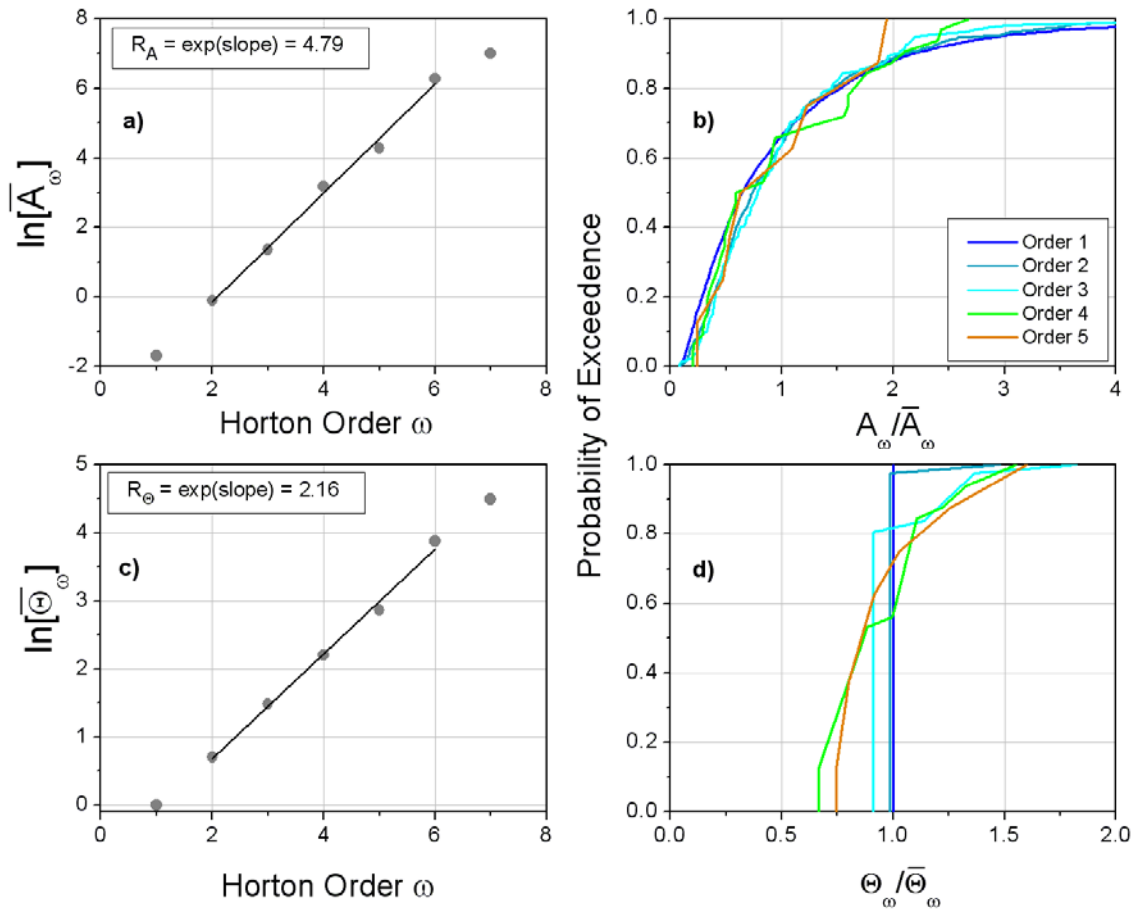 R_A = exp(slope) = 4.79
a)
ln[A̅_ω]
8
6
4
2
0
-2
0 2 4 6 8
Horton Order ω
b)
Probability of Exceedence
1.0
0.8
0.6
0.4
0.2
0.0
Order 1
Order 2
Order 3
Order 4
Order 5
0 1 2 3 4
A_ω/A̅_ω
R_Θ = exp(slope) = 2.16
c)
ln[Θ̅_ω]
5
4
3
2
1
0
0 2 4 6 8
Horton Order ω
d)
1.0
0.8
0.6
0.4
0.2
0.0
0.0 0.5 1.0 1.5 2.0
Θ_ω/Θ̅_ω